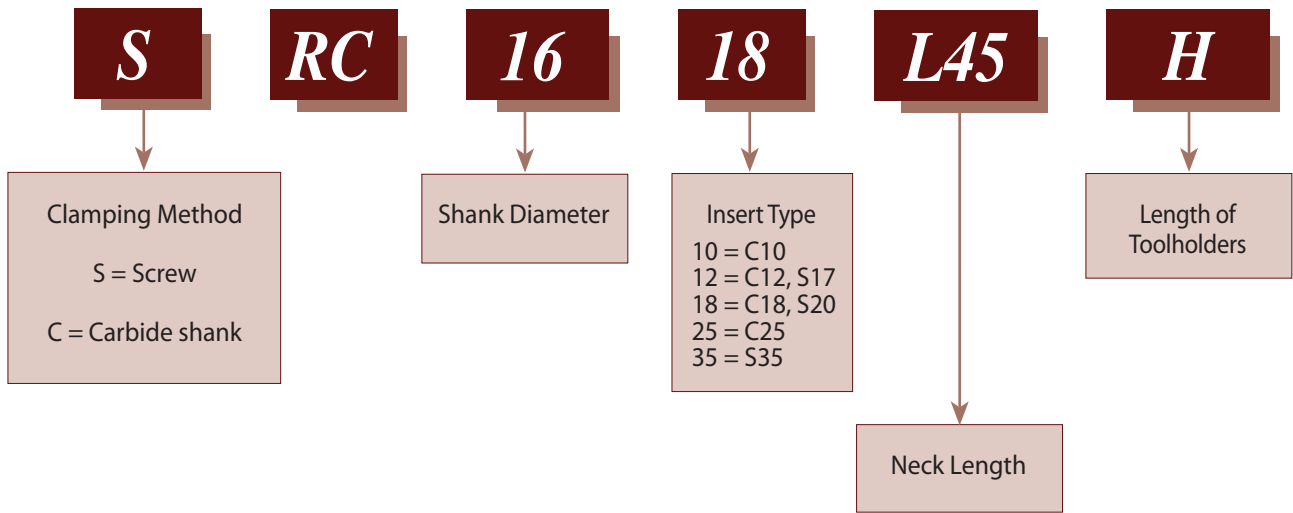 S RC 16 18 L45 H
Clamping Method
S = Screw
C = Carbide shank
Shank Diameter
Insert Type
10 = C10
12 = C12, S17
18 = C18, S20
25 = C25
35 = S35
Neck Length
Length of
Toolholders